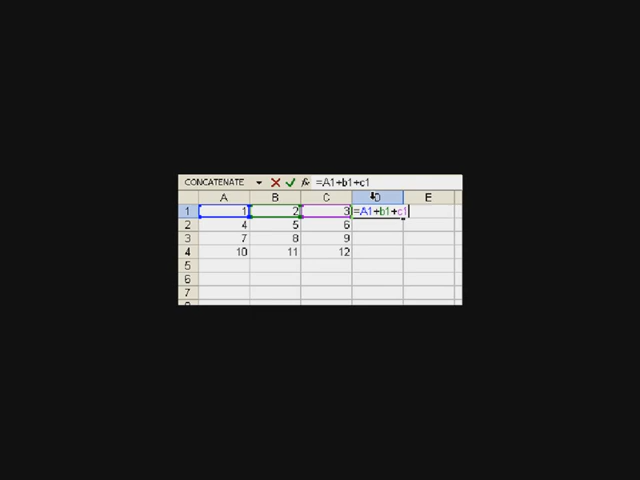 CONCATENATE =A1+b1+c1
A B C D E
1 1 2 3 =A1+b1+c1
2 4 5 6
3 7 8 9
4 10 11 12
5
6
7